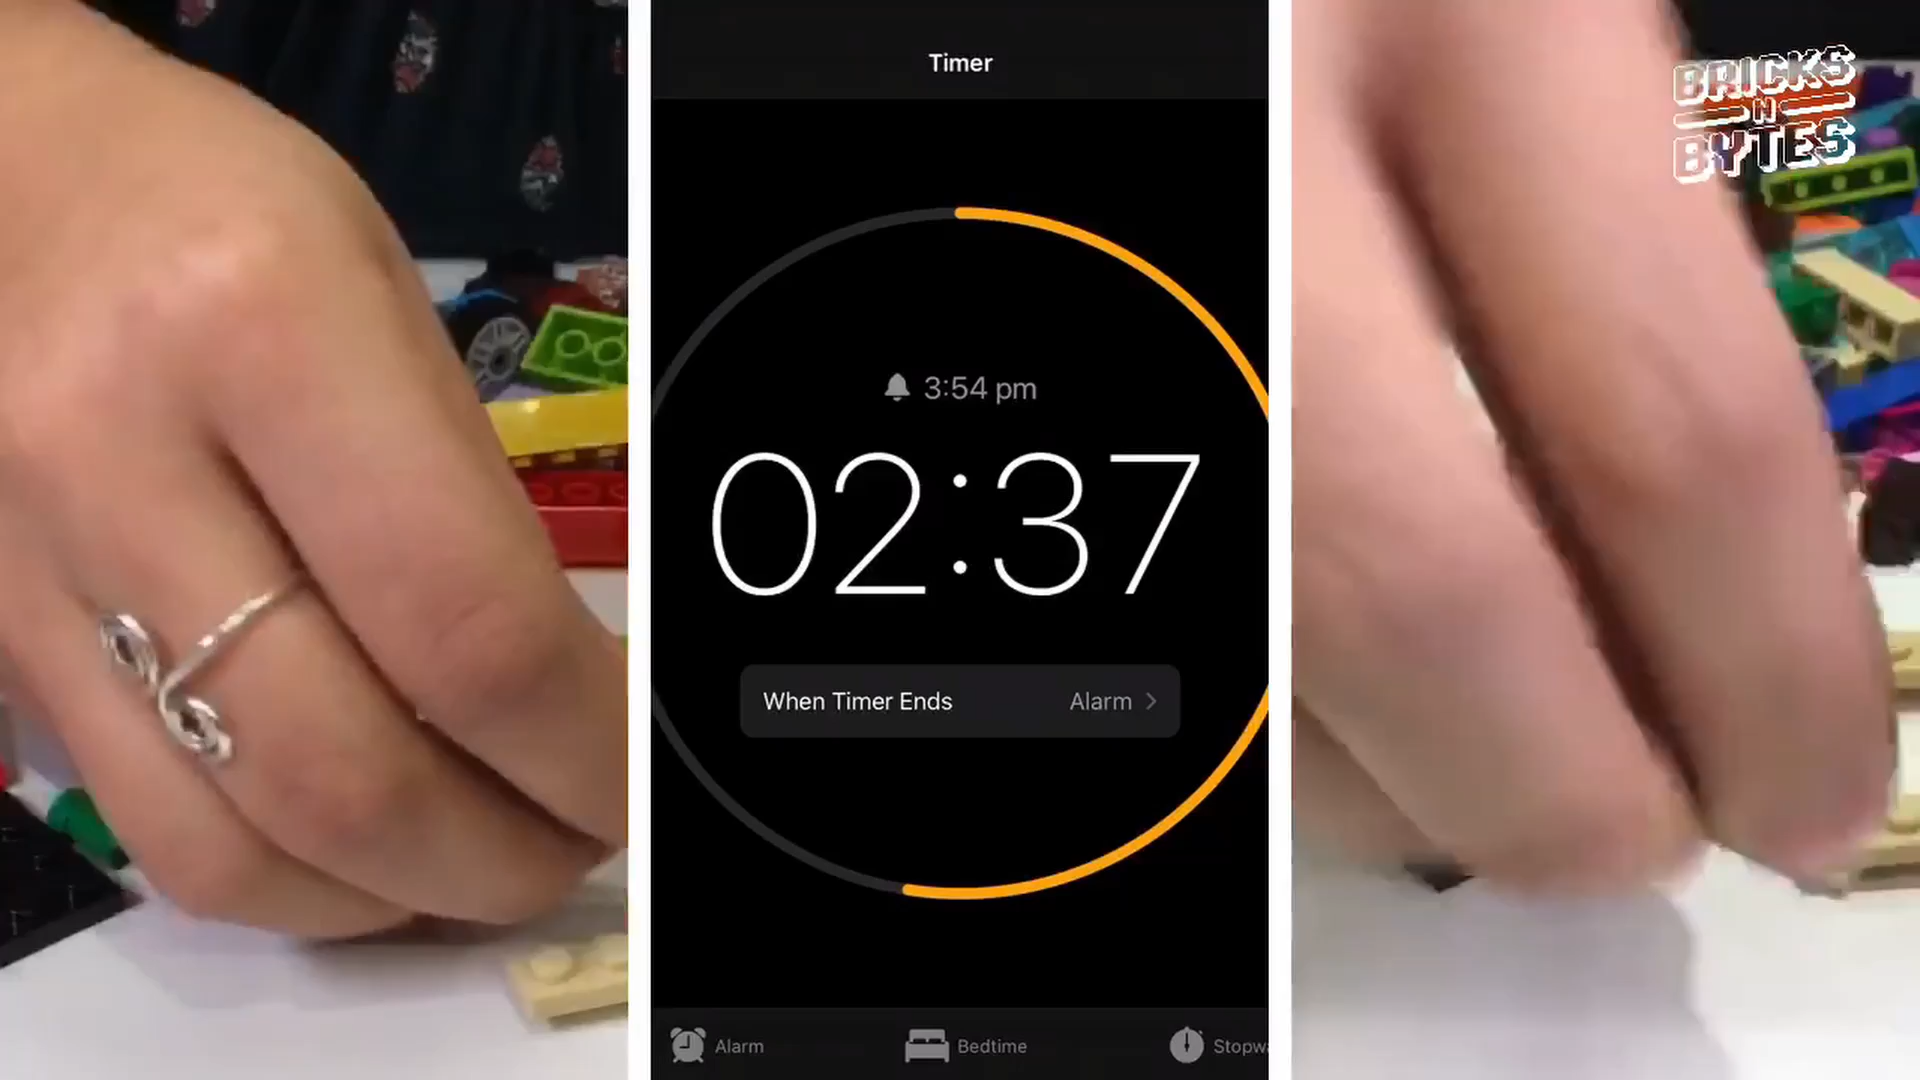 Timer
BRICKS
N
BYTES
3:54 pm
02:37
When Timer Ends Alarm
Alarm Bedtime